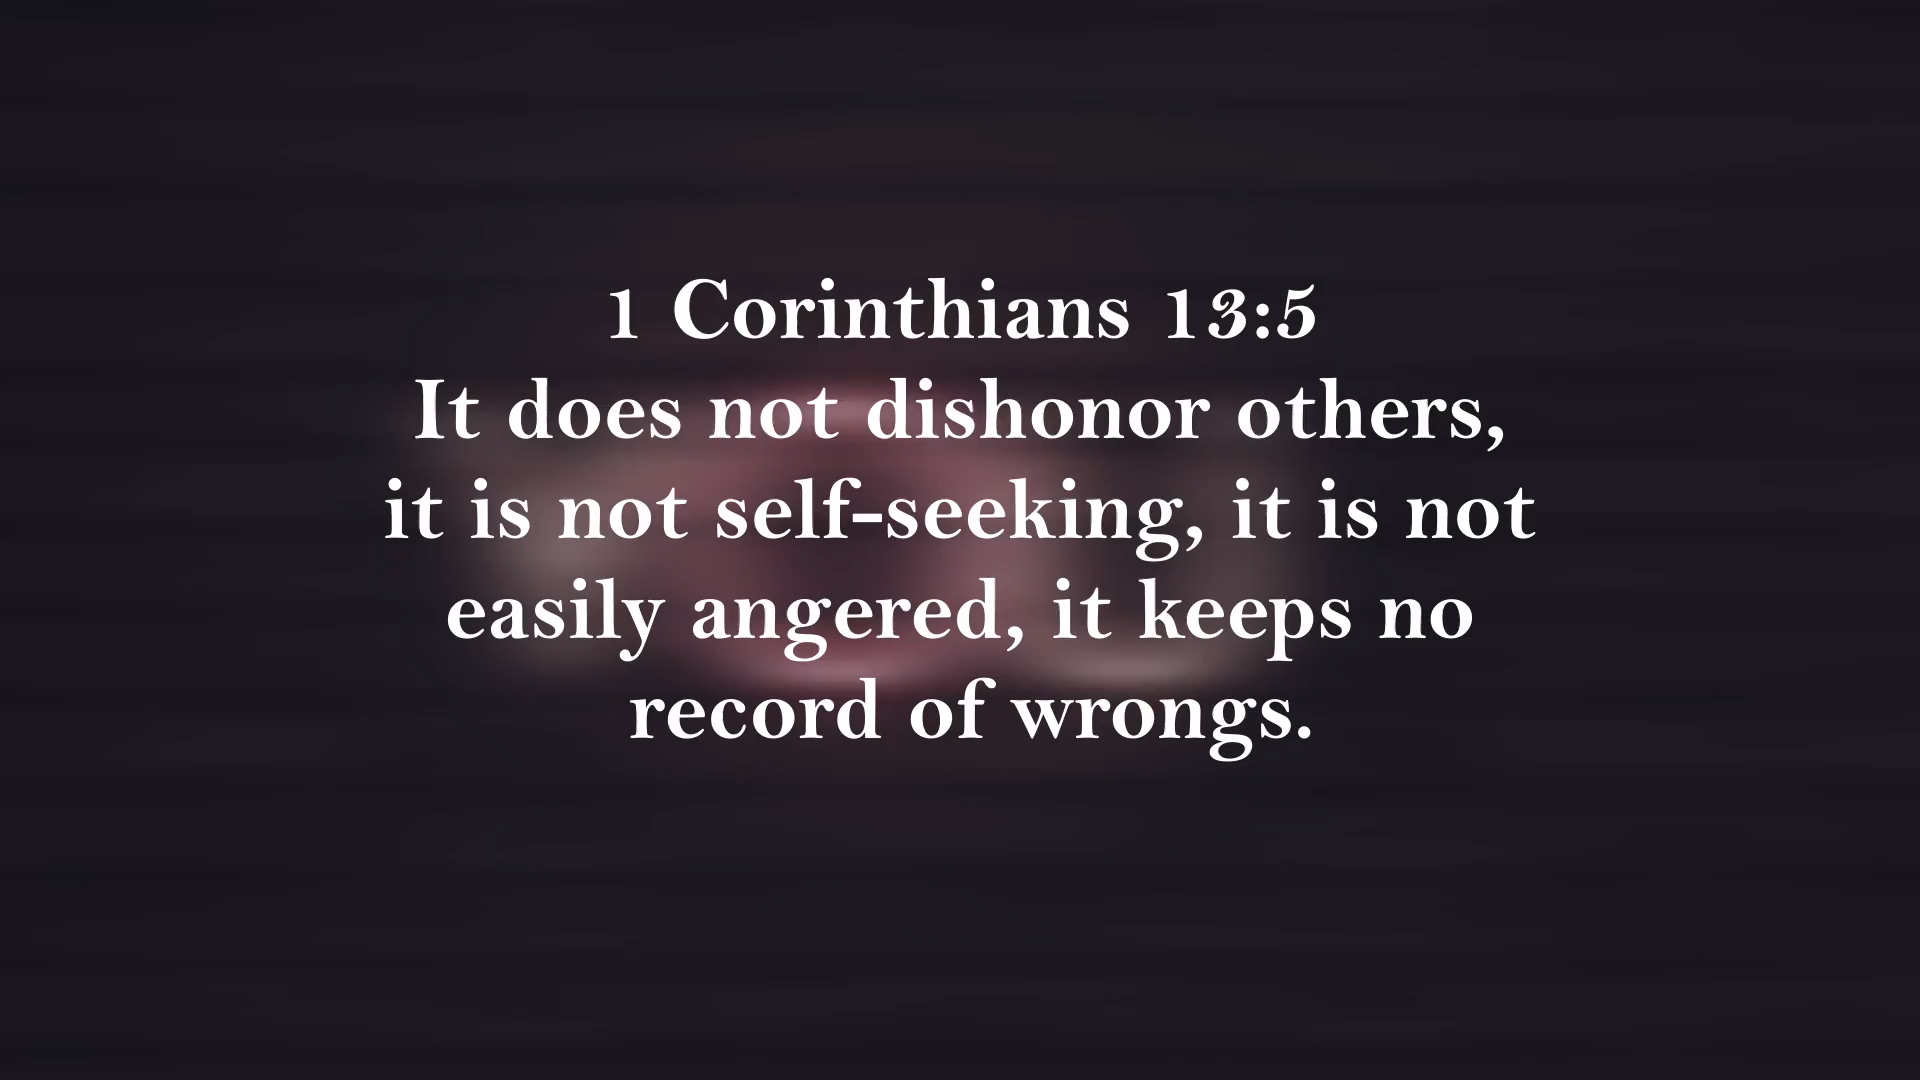 1 Corinthians 13:5
It does not dishonor others,
it is not self-seeking, it is not
easily angered, it keeps no
record of wrongs.